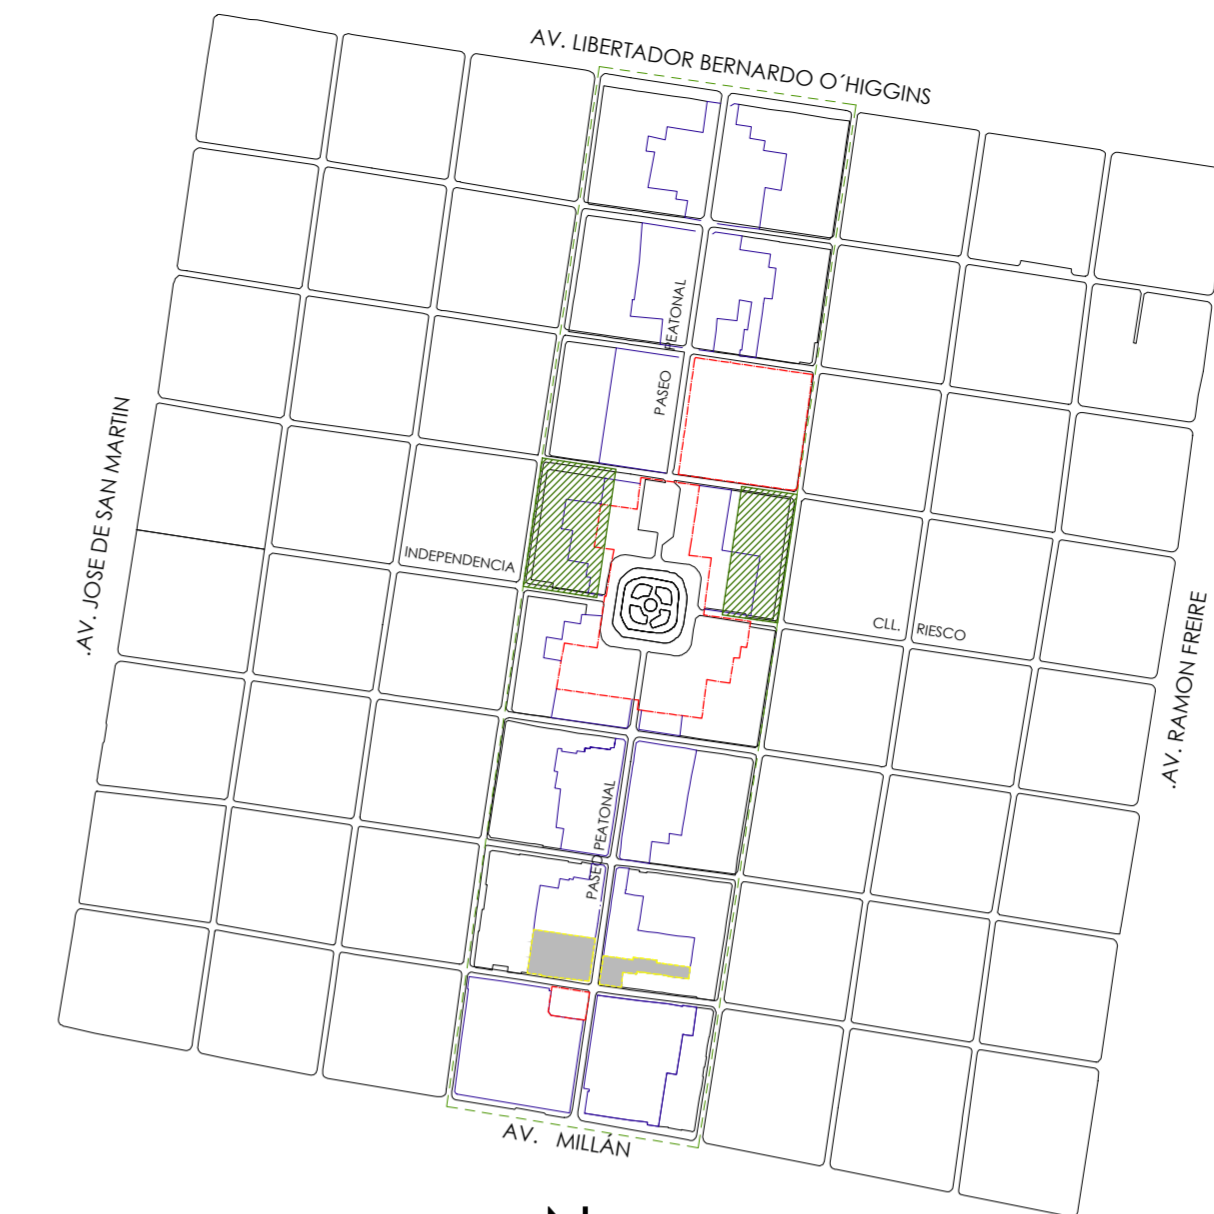 AV. LIBERTADOR BERNARDO O´HIGGINS
PEATONAL
PASEO
.AV. JOSE DE SAN MARTIN
INDEPENDENCIA
CLL.
RIESCO
.AV. RAMON FREIRE
PASEO PEATONAL
AV. MILLÁN